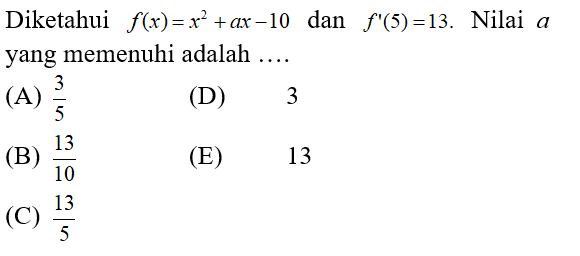 Diketahui f(x) = x² + ax − 10 dan f'(5) = 13. Nilai a
yang memenuhi adalah ....
(A) 3/5 (D) 3
(B) 13/10 (E) 13
(C) 13/5